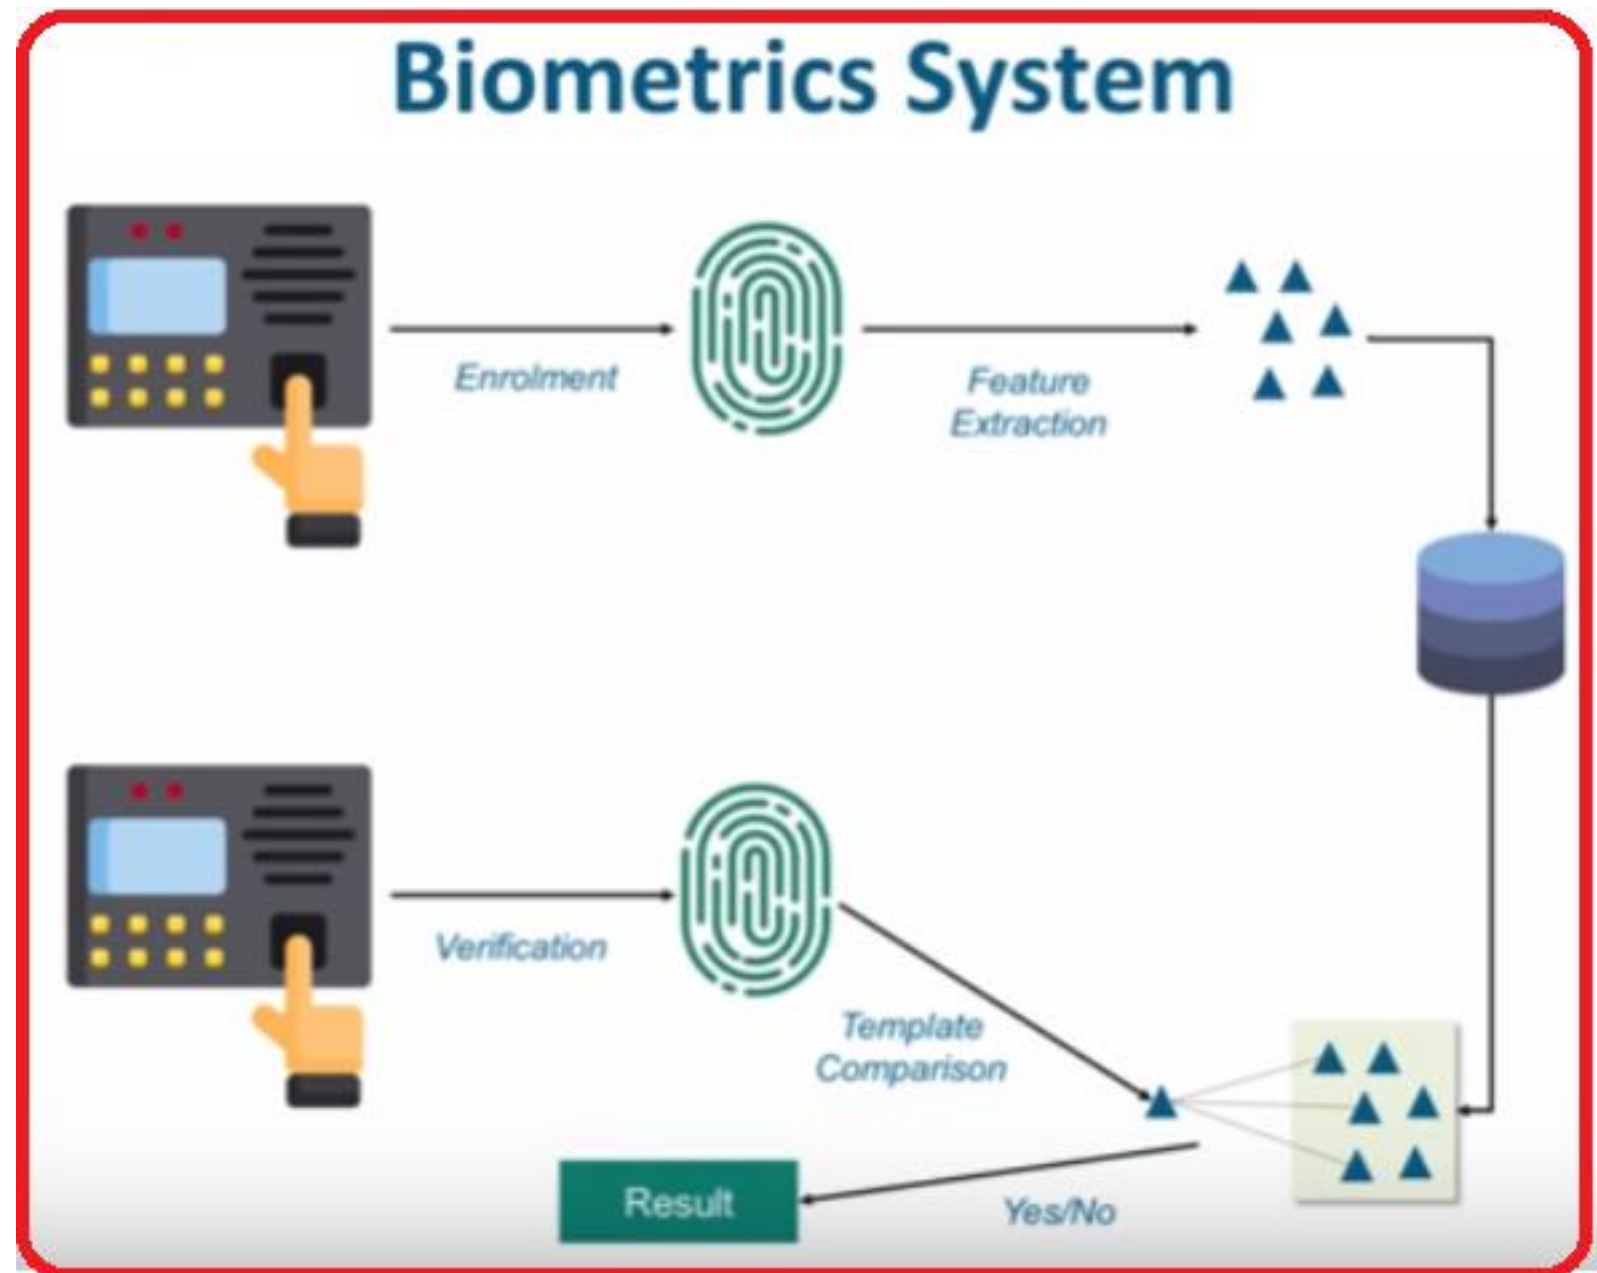 Biometrics System
Enrolment
Feature
Extraction
Verification
Template
Comparison
Result
Yes/No